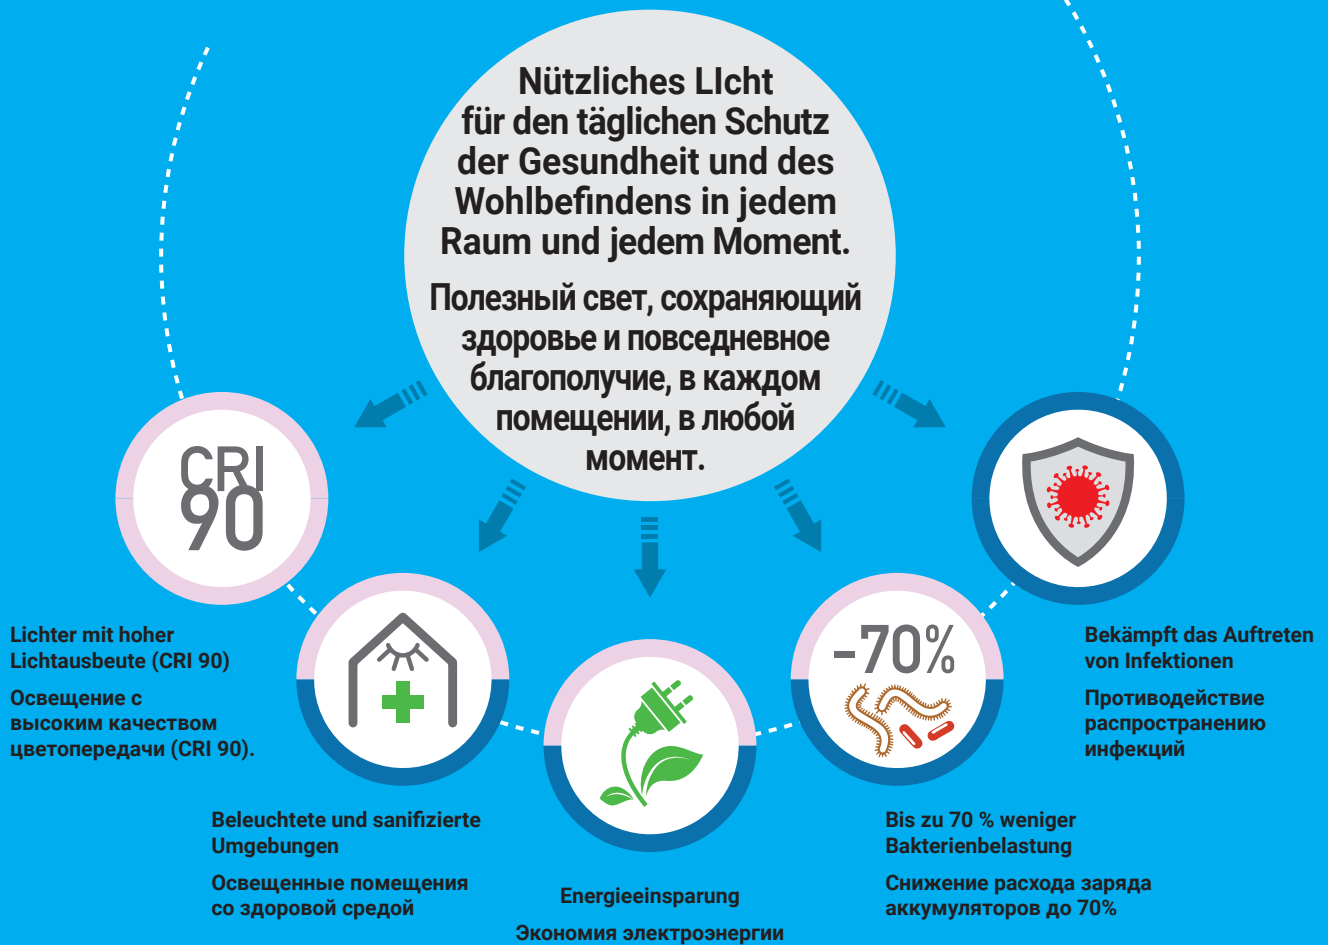 Nützliches LIcht
für den täglichen Schutz
der Gesundheit und des
Wohlbefindens in jedem
Raum und jedem Moment.
Полезный свет, сохраняющий
здоровье и повседневное
благополучие, в каждом
помещении, в любой
момент.
CRI
90
Lichter mit hoher
Lichtausbeute (CRI 90)
Освещение с
высоким качеством
цветопередачи (CRI 90).
Beleuchtete und sanifizierte
Umgebungen
Освещенные помещения
со здоровой средой
Energieeinsparung
Экономия электроэнергии
-70%
Bis zu 70 % weniger
Bakterienbelastung
Снижение расхода заряда
аккумуляторов до 70%
Bekämpft das Auftreten
von Infektionen
Противодействие
распространению
инфекций